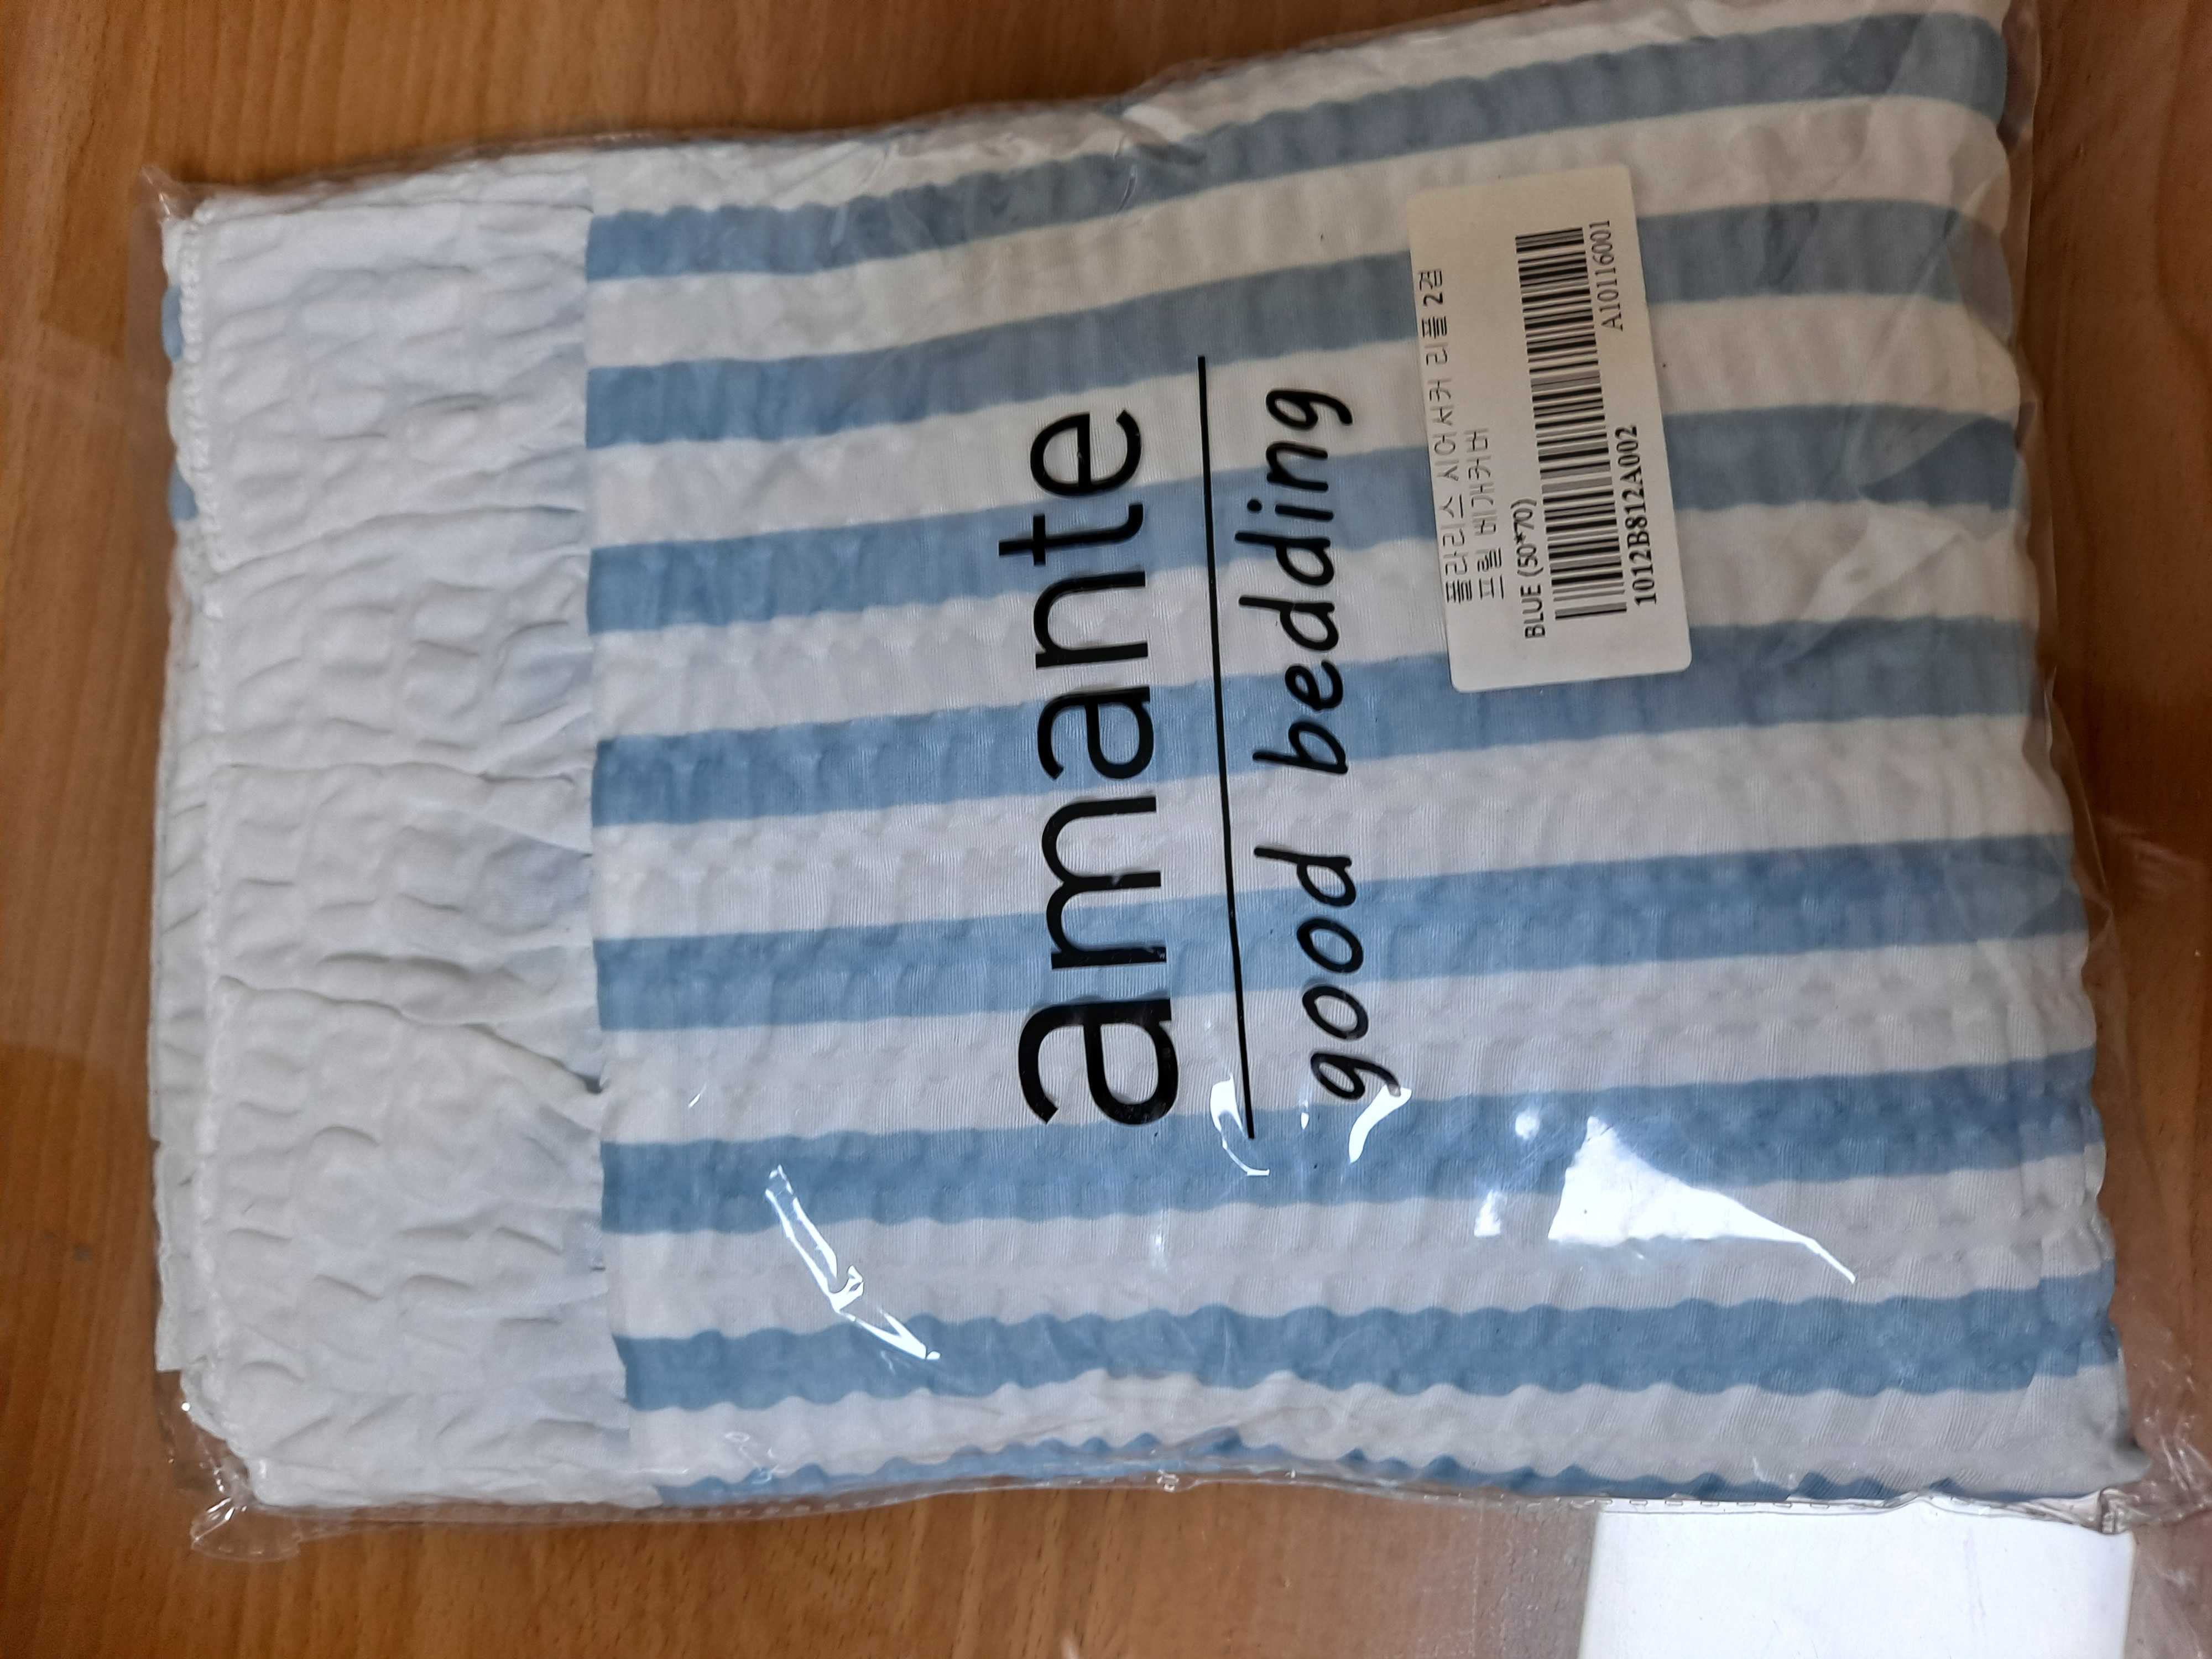 amante
good bedding
폴라리스 시어서커 리플 2겹
프릴 베개커버
BLUE (50*70)
A10116001
1012B812A002